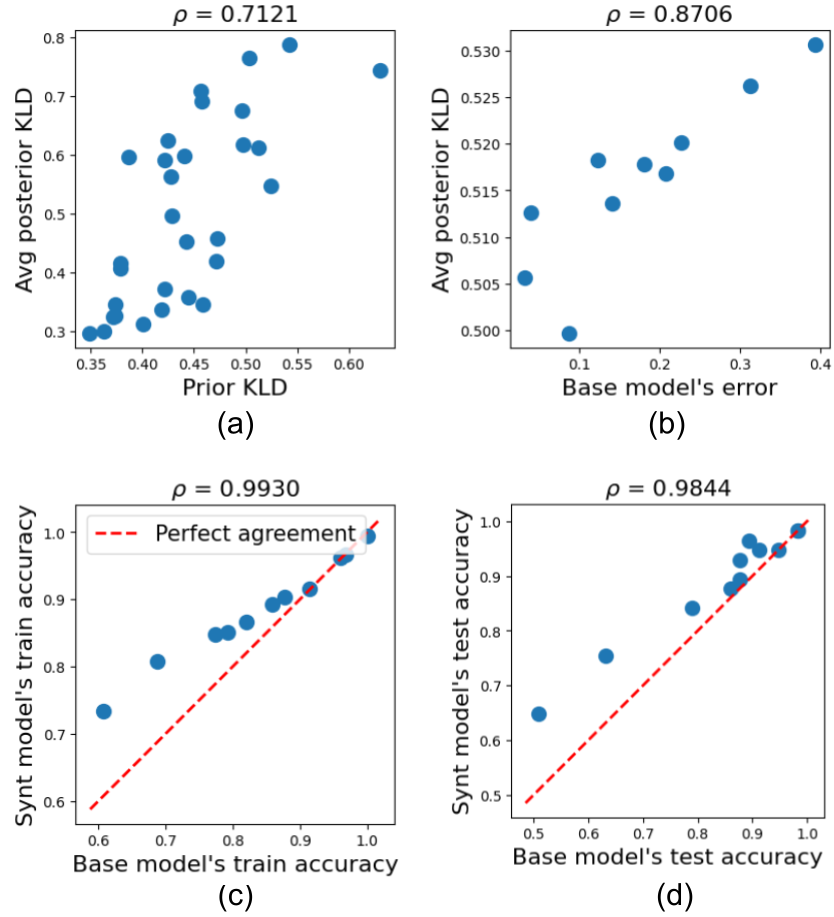 ρ = 0.7121
Avg posterior KLD
0.8
0.7
0.6
0.5
0.4
0.3
0.35 0.40 0.45 0.50 0.55 0.60
Prior KLD
(a)
ρ = 0.8706
Avg posterior KLD
0.530
0.525
0.520
0.515
0.510
0.505
0.500
0.1 0.2 0.3 0.4
Base model's error
(b)
ρ = 0.9930
Perfect agreement
Synt model's train accuracy
1.0
0.9
0.8
0.7
0.6
0.6 0.7 0.8 0.9 1.0
Base model's train accuracy
(c)
ρ = 0.9844
Synt model's test accuracy
1.0
0.9
0.8
0.7
0.6
0.5
0.5 0.6 0.7 0.8 0.9 1.0
Base model's test accuracy
(d)